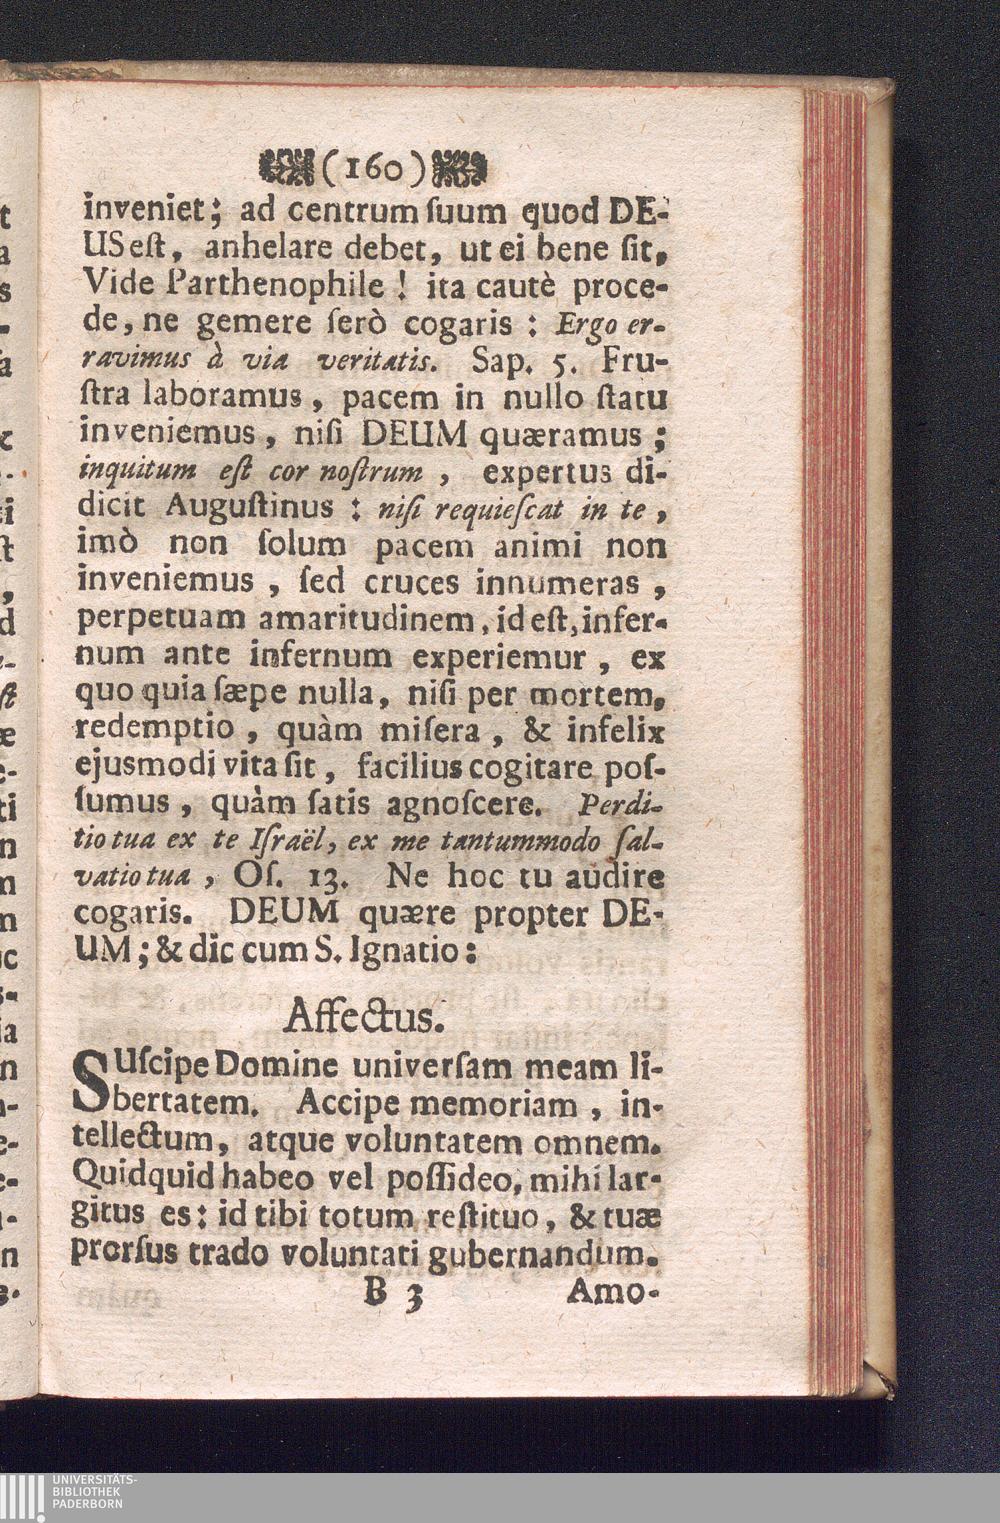 (160)
inveniet; ad centrum ſuum quod DE-
US eſt, anhelare debet, ut ei bene ſit,
Vide Parthenophile! ita cautè proce-
de, ne gemere ſerò cogaris: Ergo er-
ravimus à via veritatis. Sap. 5. Fru-
ſtra laboramus, pacem in nullo ſtatu
inveniemus, niſi DEUM quæramus;
inquitum eſt cor noſtrum, expertus di-
dicit Auguſtinus: niſi requieſcat in te,
imò non ſolum pacem animi non
inveniemus, ſed cruces innumeras,
perpetuam amaritudinem, id eſt, infer-
num ante infernum experiemur, ex
quo quia ſæpe nulla, niſi per mortem,
redemptio, quàm miſera, & infelix
ejusmodi vita ſit, facilius cogitare poſ-
ſumus, quàm ſatis agnoſcere. Perdi-
tio tua ex te Iſraël, ex me tantummodo ſal-
vatio tua, Oſ. 13. Ne hoc tu audire
cogaris. DEUM quære propter DE-
UM; & dic cum S. Ignatio:
Affectus.
SUſcipe Domine univerſam meam li-
bertatem. Accipe memoriam, in-
tellectum, atque voluntatem omnem.
Quidquid habeo vel poſſideo, mihi lar-
gitus es: id tibi totum reſtituo, & tuæ
prorſus trado voluntati gubernandum.
B 3 Amo-
UNIVERSITÄTS-
BIBLIOTHEK
PADERBORN